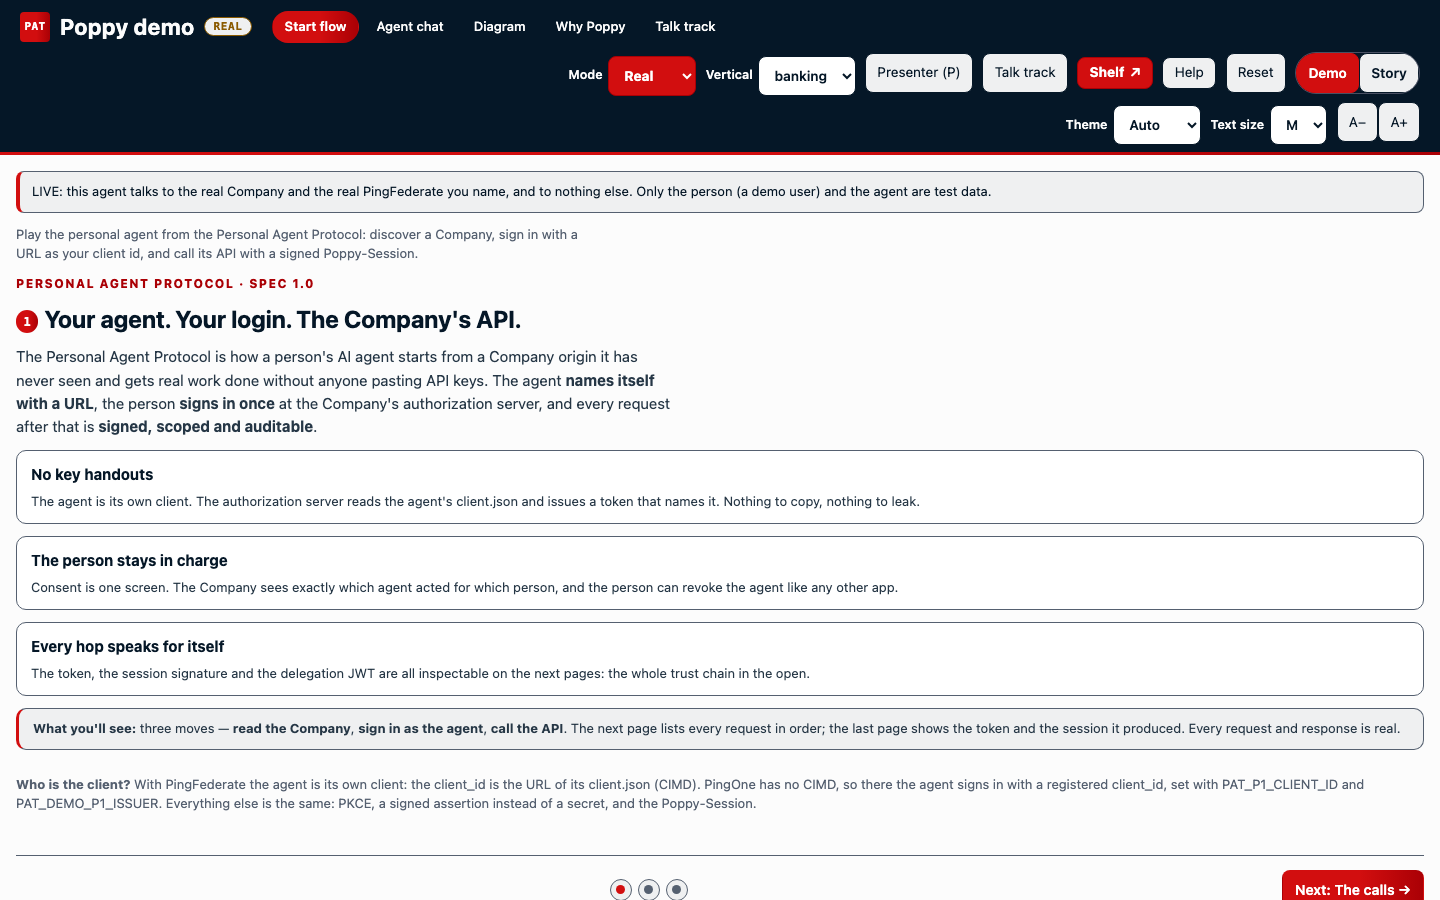 PAT Poppy demo REAL Start flow Agent chat Diagram Why Poppy Talk track
Mode Real Vertical banking Presenter (P) Talk track Shelf ↗ Help Reset Demo Story
Theme Auto Text size M A− A+
LIVE: this agent talks to the real Company and the real PingFederate you name, and to nothing else. Only the person (a demo user) and the agent are test data.
Play the personal agent from the Personal Agent Protocol: discover a Company, sign in with a
URL as your client id, and call its API with a signed Poppy-Session.
PERSONAL AGENT PROTOCOL · SPEC 1.0
1 Your agent. Your login. The Company's API.
The Personal Agent Protocol is how a person's AI agent starts from a Company origin it has
never seen and gets real work done without anyone pasting API keys. The agent names itself
with a URL, the person signs in once at the Company's authorization server, and every request
after that is signed, scoped and auditable.
No key handouts
The agent is its own client. The authorization server reads the agent's client.json and issues a token that names it. Nothing to copy, nothing to leak.
The person stays in charge
Consent is one screen. The Company sees exactly which agent acted for which person, and the person can revoke the agent like any other app.
Every hop speaks for itself
The token, the session signature and the delegation JWT are all inspectable on the next pages: the whole trust chain in the open.
What you'll see: three moves — read the Company, sign in as the agent, call the API. The next page lists every request in order; the last page shows the token and the session it produced. Every request and response is real.
Who is the client? With PingFederate the agent is its own client: the client_id is the URL of its client.json (CIMD). PingOne has no CIMD, so there the agent signs in with a registered client_id, set with PAT_P1_CLIENT_ID and
PAT_DEMO_P1_ISSUER. Everything else is the same: PKCE, a signed assertion instead of a secret, and the Poppy-Session.
Next: The calls →